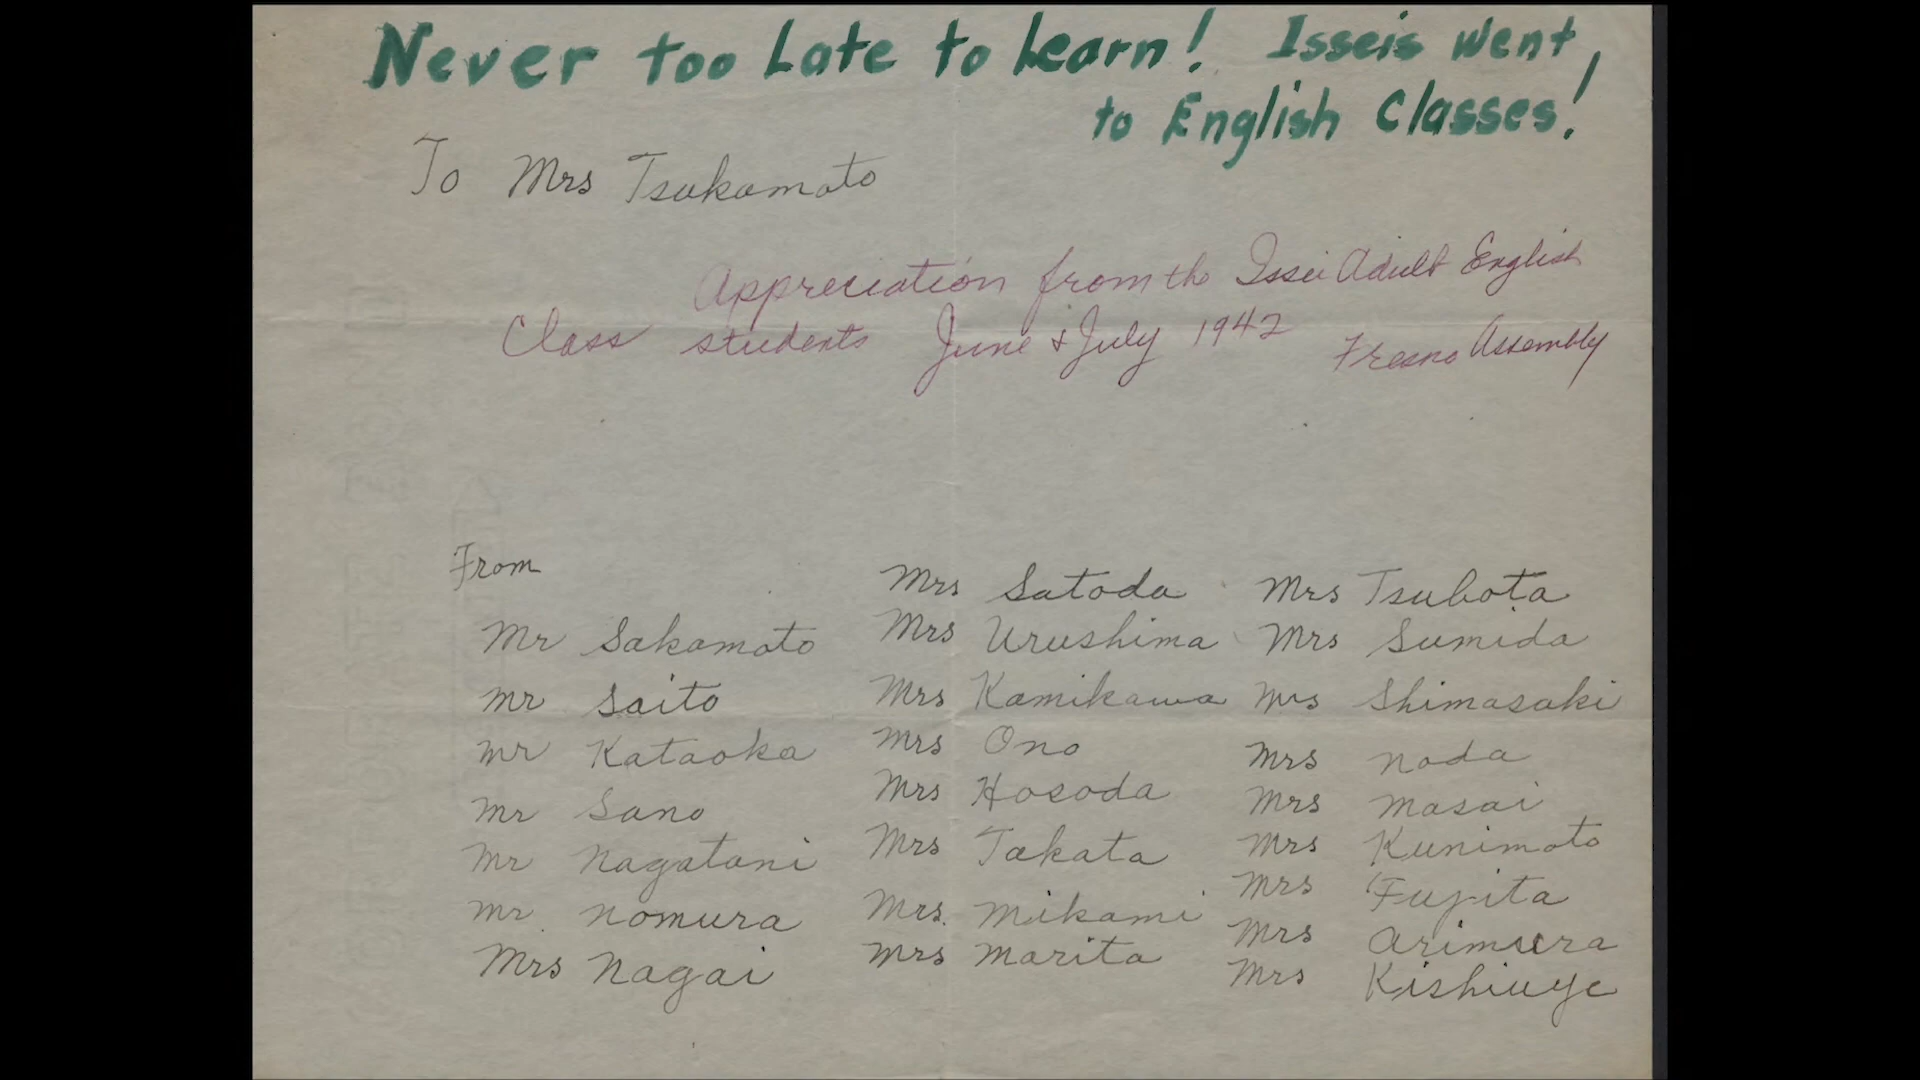 Never too Late to Learn! Isseis Went
to English Classes!
To Mrs Tsukamoto
Appreciation from the Issei Adult English
Class students June & July 1942 Fresno Assembly
From
Mr Sakamoto
Mr Saito
Mr Kataoka
Mr Sano
Mr Nagatani
Mr Nomura
Mrs Nagai
Mrs Satoda
Mrs Urushima
Mrs Kamikawa
Mrs Ono
Mrs Hosoda
Mrs Takata
Mrs. Mikami
Mrs Marita
Mrs Tsubota
Mrs Sumida
Mrs Shimasaki
Mrs Noda
Mrs Masai
Mrs Kunimoto
Mrs Fujita
Mrs Arimura
Mrs Kishiuye